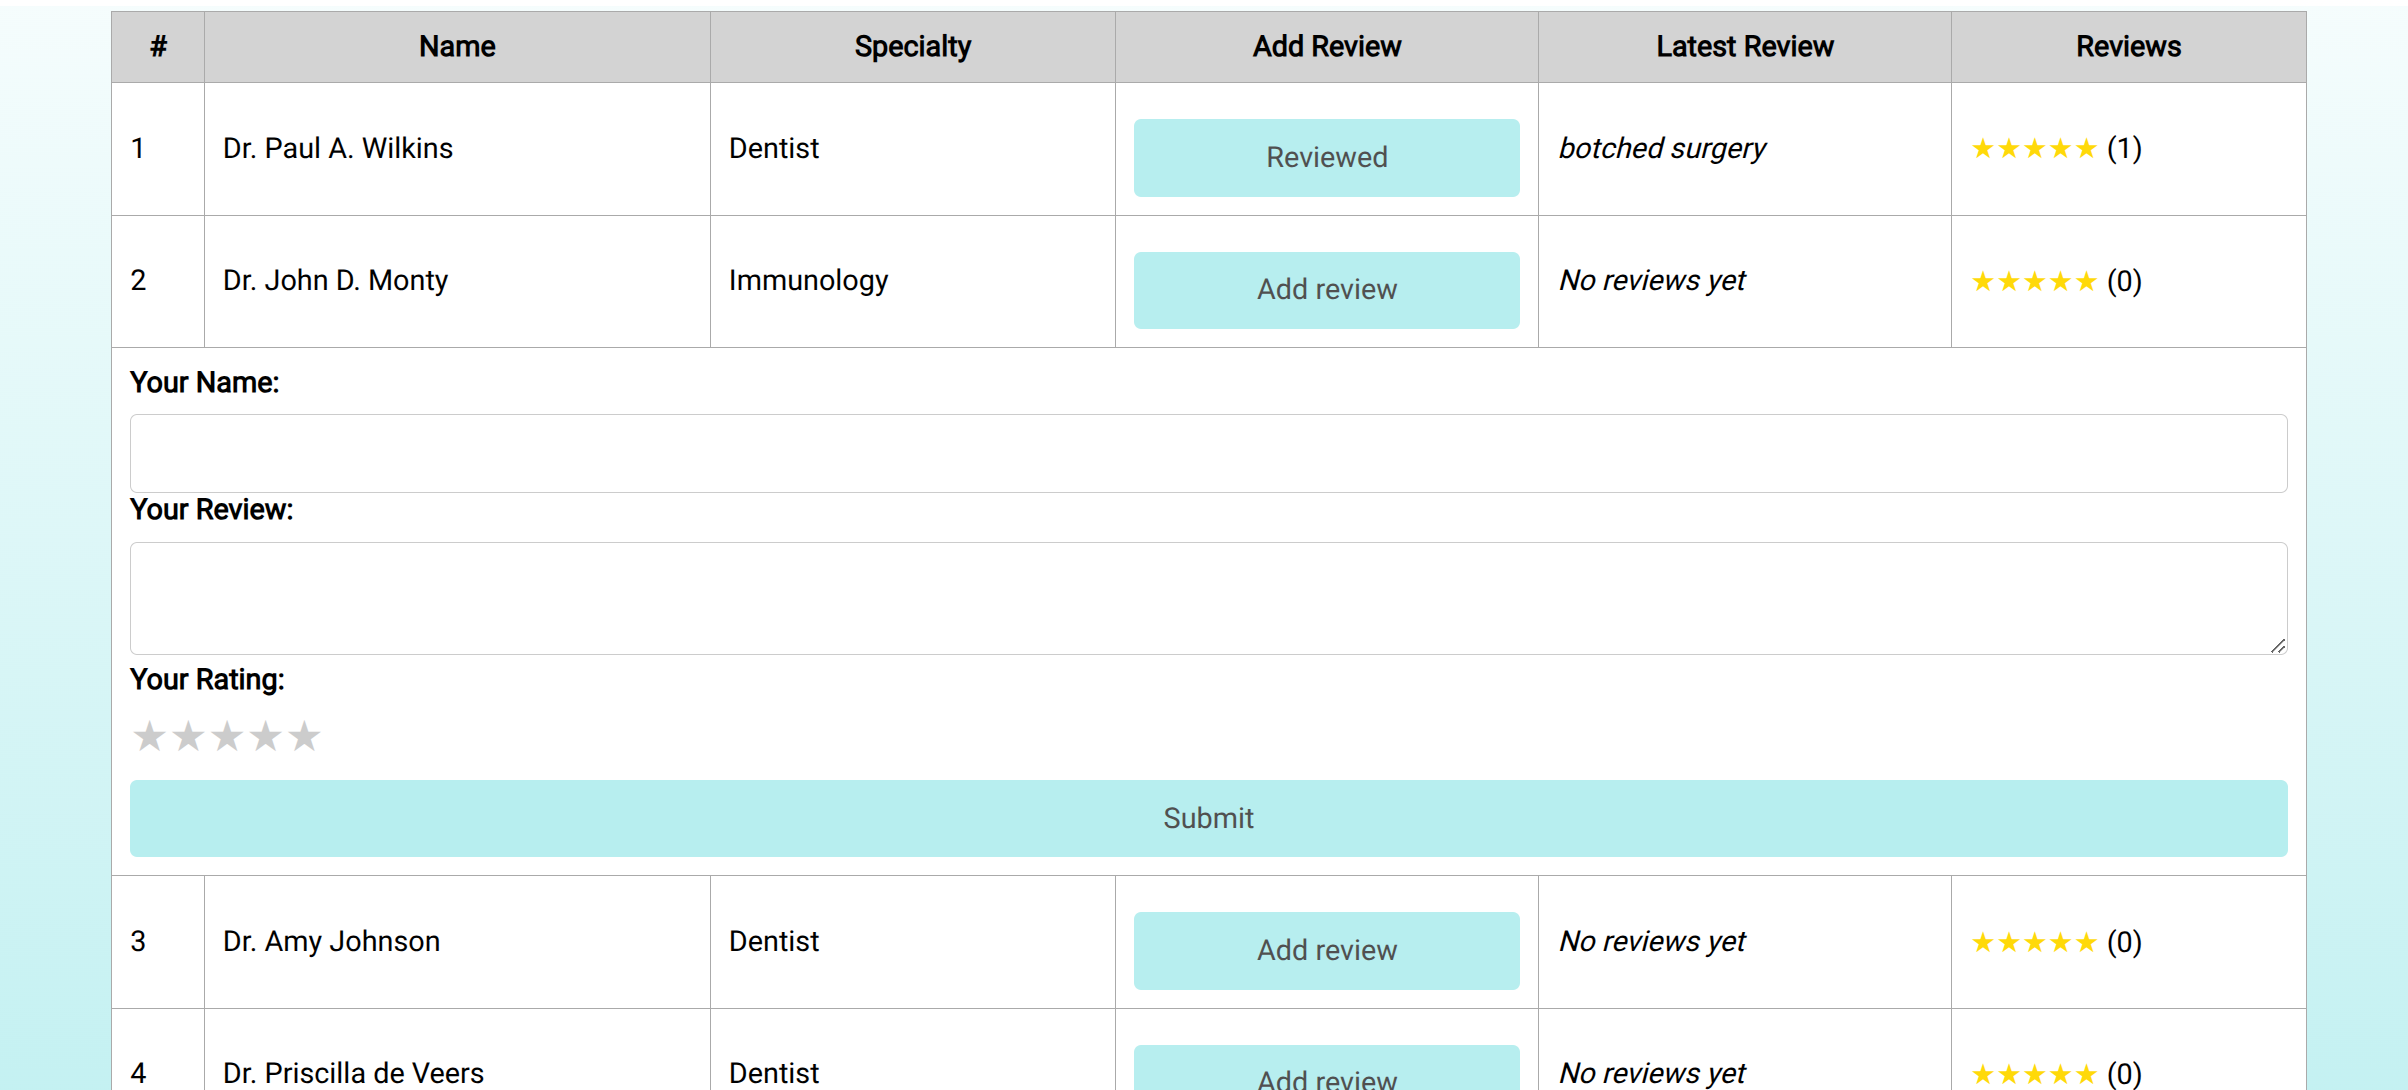 # Name Specialty Add Review Latest Review Reviews
1 Dr. Paul A. Wilkins Dentist Reviewed botched surgery ★★★★★ (1)
2 Dr. John D. Monty Immunology Add review No reviews yet ★★★★★ (0)
Your Name:
Your Review:
Your Rating:
★★★★★
Submit
3 Dr. Amy Johnson Dentist Add review No reviews yet ★★★★★ (0)
4 Dr. Priscilla de Veers Dentist Add review No reviews yet ★★★★★ (0)